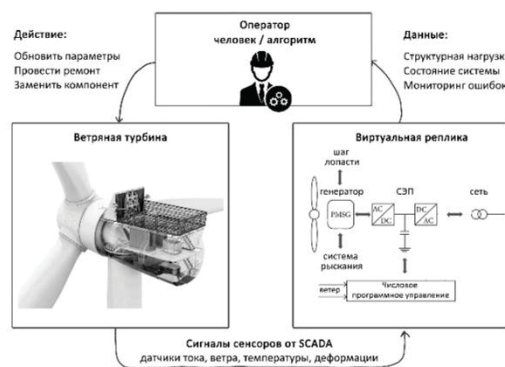 Оператор
человек / алгоритм
Действие:
Обновить параметры
Провести ремонт
Заменить компонент
Данные:
Структурная нагрузк
Состояние системы
Мониторинг ошибок
Ветряная турбина
Виртуальная реплика
шаг
лопасти
генератор
СЭП
сеть
PMSG
AC
DC
DC
AC
система
рыскания
ветер
Числовое
программное управление
Сигналы сенсоров от SCADA
датчики тока, ветра, температуры, деформации